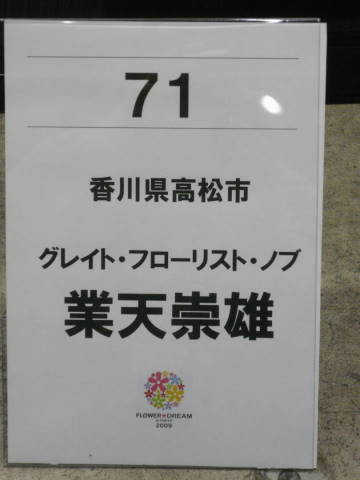 71
香川県高松市
グレイト・フローリスト・ノブ
業天崇雄
FLOWER DREAM
2009